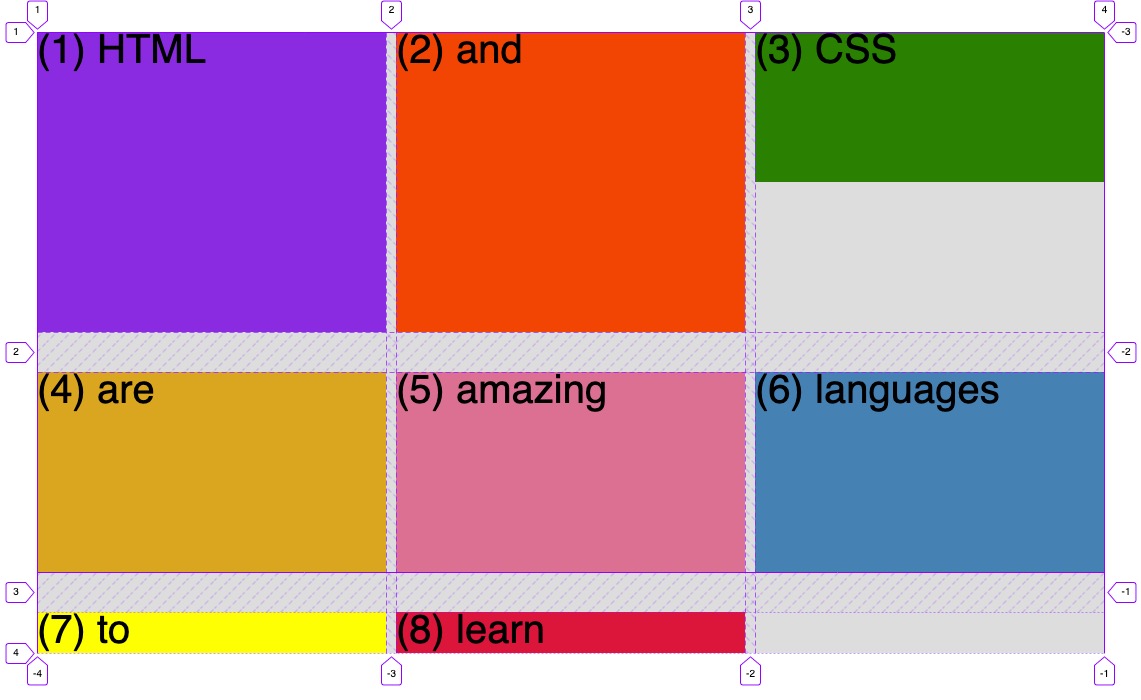 1 2 3 4
1 -3
(1) HTML (2) and (3) CSS
2 -2
(4) are (5) amazing (6) languages
3 -1
(7) to (8) learn
4
-4 -3 -2 -1